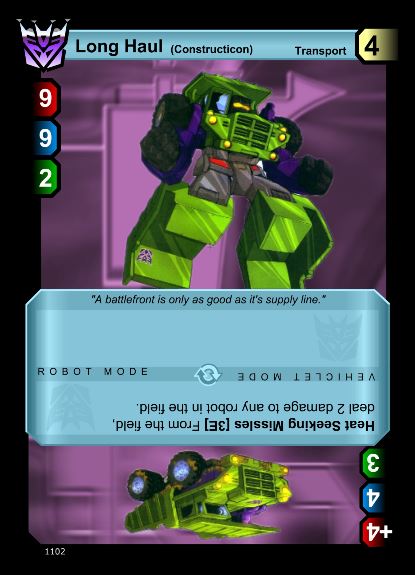 Long Haul (Constructicon) Transport 4
9
9
2
"A battlefront is only as good as it's supply line."
ROBOT MODE
VEHICLET MODE
Heat Seeking Missles [3E] From the field,
deal 2 damage to any robot in the field.
+4
4
3
1102